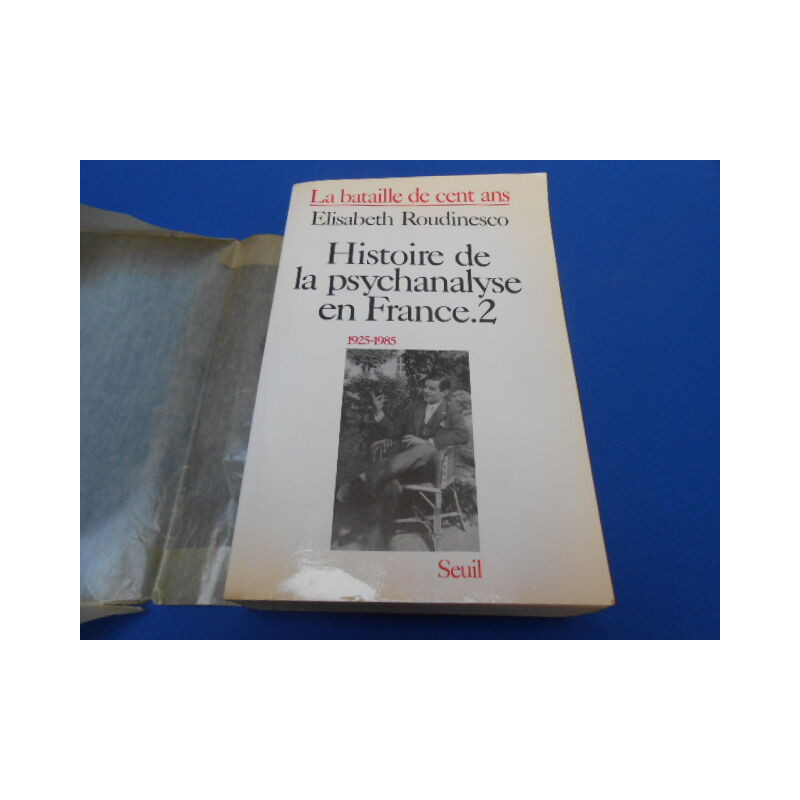 La bataille de cent ans
Elisabeth Roudinesco
Histoire de
la psychanalyse
en France.2
1925-1985
Seuil